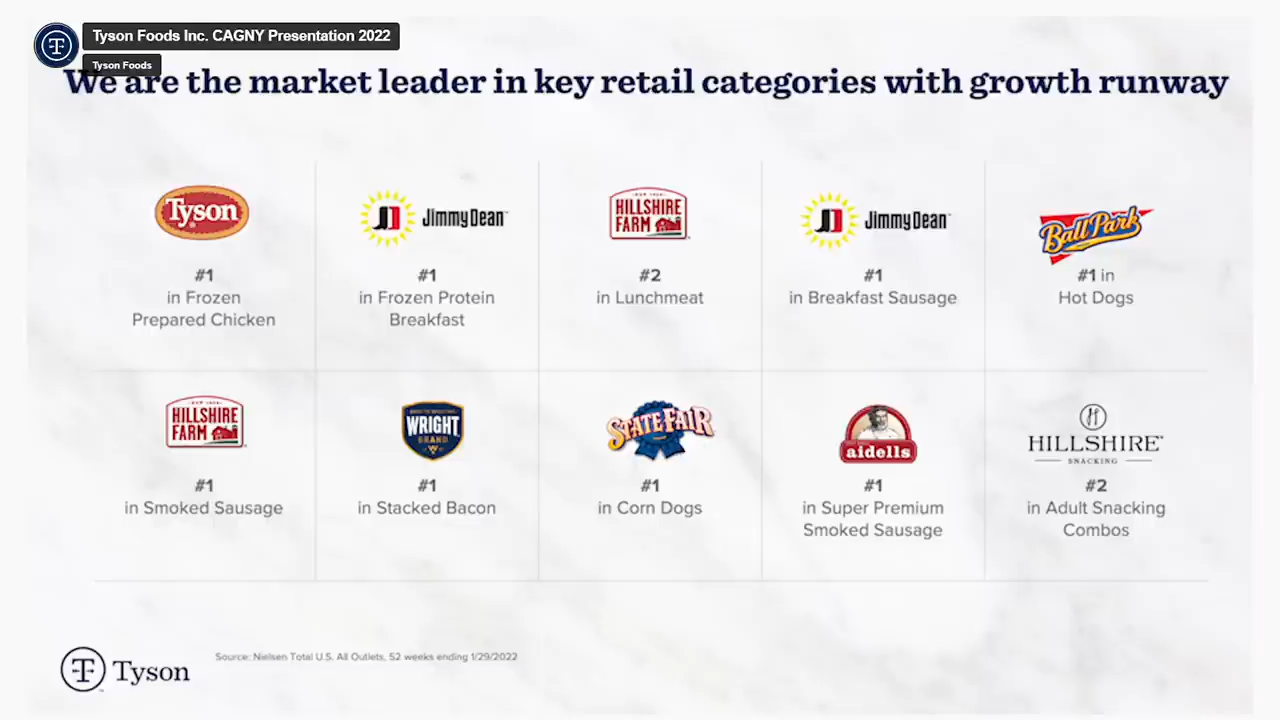 Tyson Foods Inc. CAGNY Presentation 2022
Tyson Foods
We are the market leader in key retail categories with growth runway
Tyson
#1
in Frozen
Prepared Chicken
JimmyDean
#1
in Frozen Protein
Breakfast
HILLSHIRE
FARM
#2
in Lunchmeat
JimmyDean
#1
in Breakfast Sausage
Ball Park
#1 in
Hot Dogs
HILLSHIRE
FARM
#1
in Smoked Sausage
WRIGHT
BRAND
#1
in Stacked Bacon
STATE FAIR
#1
in Corn Dogs
aidells
#1
in Super Premium
Smoked Sausage
HILLSHIRE
SNACKING
#2
in Adult Snacking
Combos
Tyson
Source: Nielsen Total U.S. All Outlets, 52 weeks ending 1/29/2022